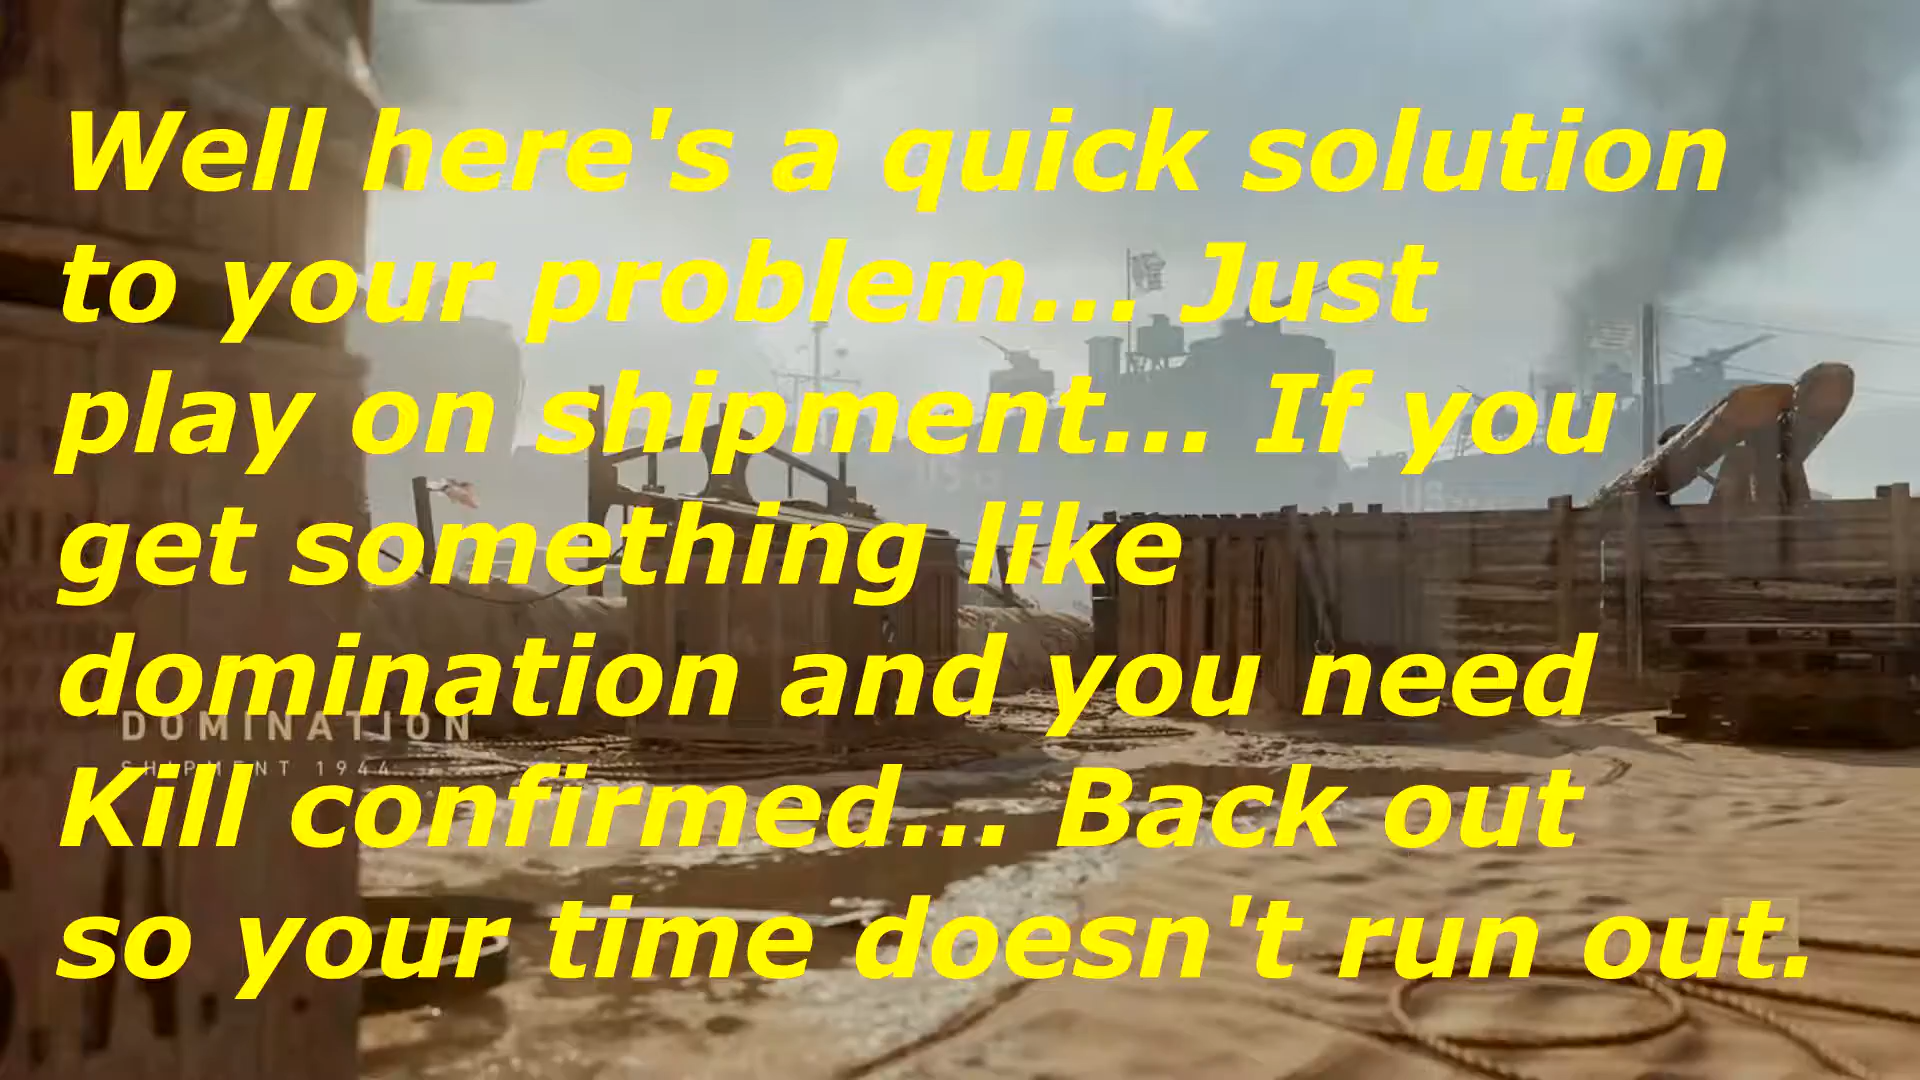 Well here's a quick solution
to your problem... Just
play on shipment... If you
get something like
domination and you need
DOMINATION
SHIPMENT 1944
Kill confirmed... Back out
so your time doesn't run out.